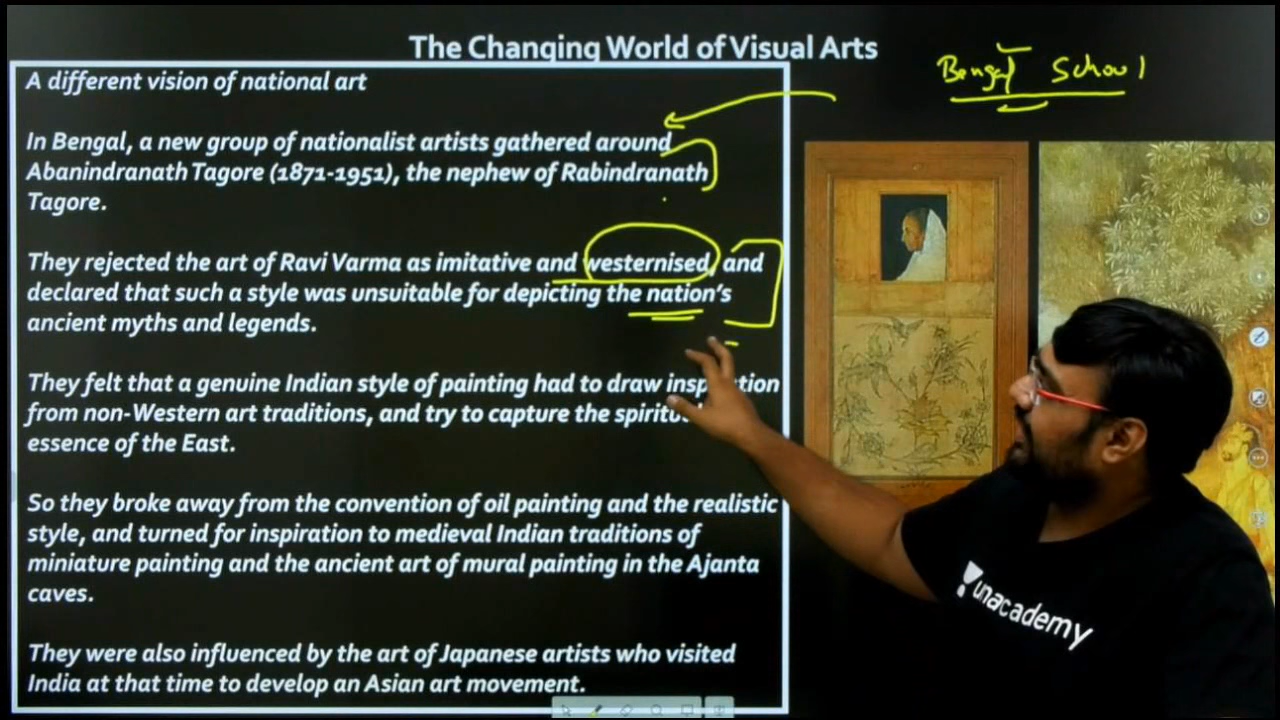 The Changing World of Visual Arts
Bengal School
A different vision of national art
In Bengal, a new group of nationalist artists gathered around
Abanindranath Tagore (1871-1951), the nephew of Rabindranath
Tagore.
They rejected the art of Ravi Varma as imitative and westernised, and
declared that such a style was unsuitable for depicting the nation's
ancient myths and legends.
They felt that a genuine Indian style of painting had to draw inspiration
from non-Western art traditions, and try to capture the
essence of the East.
So they broke away from the convention of oil painting and the realistic
style, and turned for inspiration to medieval Indian traditions of
miniature painting and the ancient art of mural painting in the Ajanta
caves.
They were also influenced by the art of Japanese artists who visited
India at that time to develop an Asian art movement.
unacademy